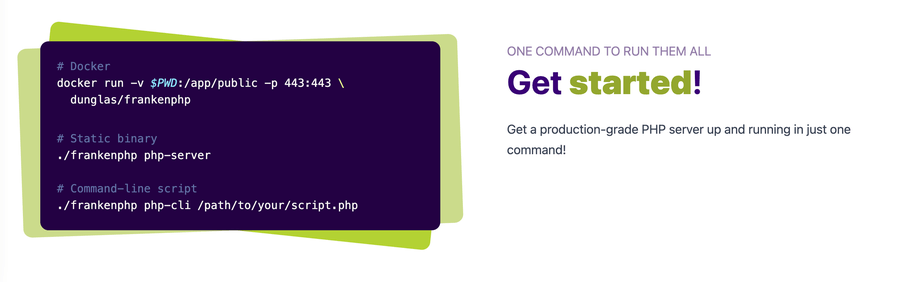 # Docker
docker run -v $PWD:/app/public -p 443:443 \
  dunglas/frankenphp
# Static binary
./frankenphp php-server
# Command-line script
./frankenphp php-cli /path/to/your/script.php
ONE COMMAND TO RUN THEM ALL
Get started!
Get a production-grade PHP server up and running in just one
command!